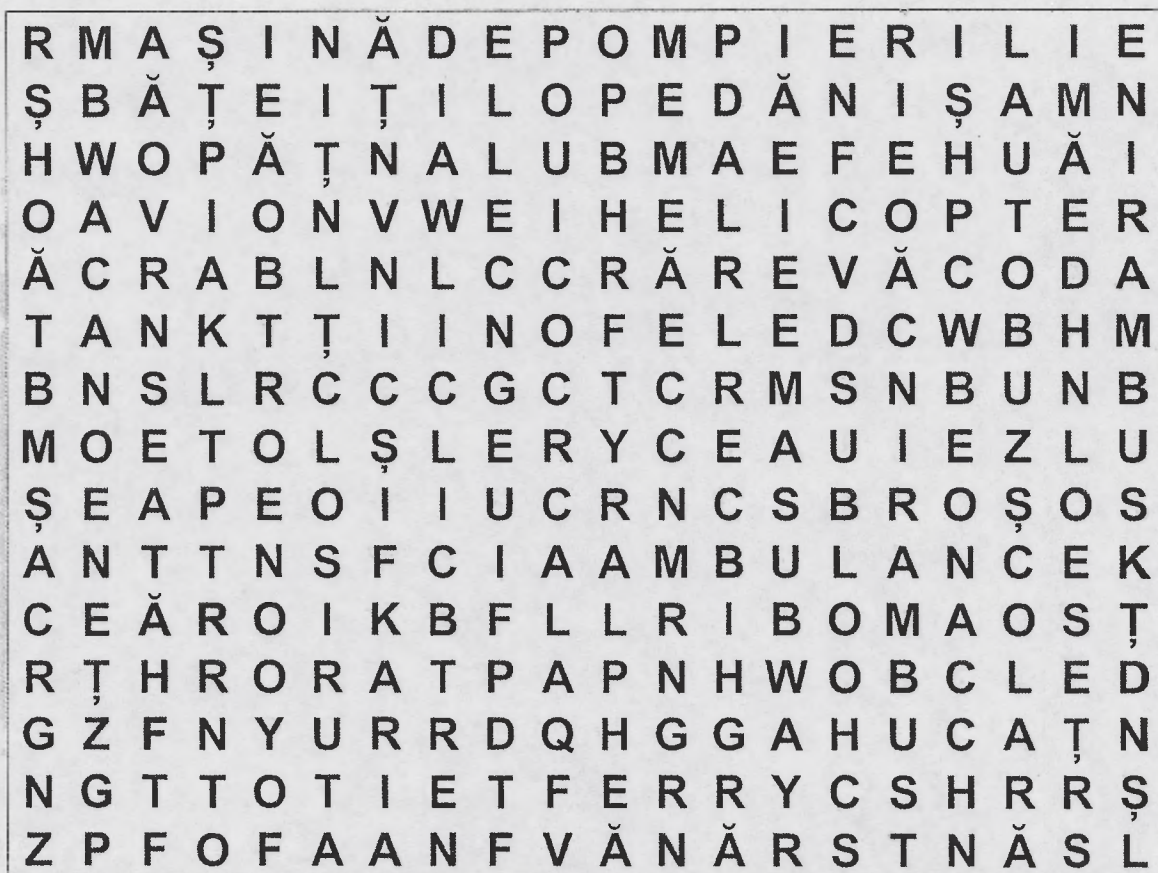 R M A Ș I N Ă D E P O M P I E R I L I E
Ș B Ă Ț E I Ț I L O P E D Ă N I Ș A M N
H W O P Ă Ț N A L U B M A E F E H U Ă I
O A V I O N V W E I H E L I C O P T E R
Ă C R A B L N L C C R Ă R E V Ă C O D A
T A N K T Ț I I N O F E L E D C W B H M
B N S L R C C C G C T C R M S N B U N B
M O E T O L Ș L E R Y C E A U I E Z L U
Ș E A P E O I I U C R N C S B R O Ș O S
A N T T N S F C I A A M B U L A N C E K
C E Ă R O I K B F L L R I B O M A O S Ț
R Ț H R O R A T P A P N H W O B C L E D
G Z F N Y U R R D Q H G G A H U C A Ț N
N G T T O T I E T F E R R Y C S H R R Ș
Z P F O F A A N F V Ă N Ă R S T N Ă S L